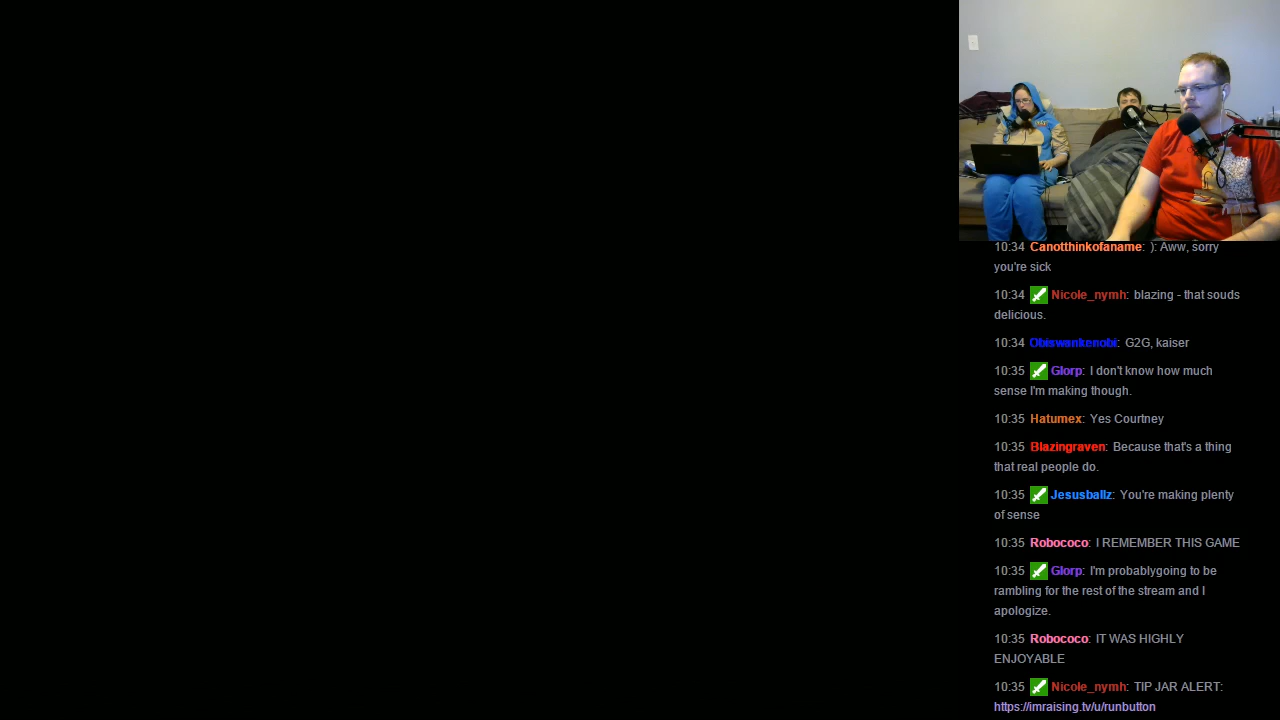 10:34 Canotthinkofaname: ): Aww, sorry
you're sick
10:34 Nicole_nymh: blazing - that souds
delicious.
10:34 Obiswankenobi: G2G, kaiser
10:35 Glorp: I don't know how much
sense I'm making though.
10:35 Hatumex: Yes Courtney
10:35 Blazingraven: Because that's a thing
that real people do.
10:35 Jesusballz: You're making plenty
of sense
10:35 Robococo: I REMEMBER THIS GAME
10:35 Glorp: I'm probablygoing to be
rambling for the rest of the stream and I
apologize.
10:35 Robococo: IT WAS HIGHLY
ENJOYABLE
10:35 Nicole_nymh: TIP JAR ALERT:
https://imraising.tv/u/runbutton